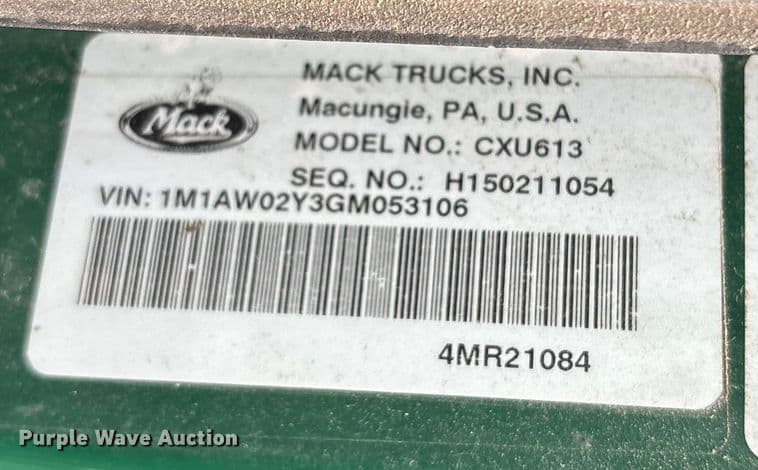 Mack
MACK TRUCKS, INC.
Macungie, PA, U.S.A.
MODEL NO.: CXU613
SEQ. NO.: H150211054
VIN: 1M1AW02Y3GM053106
4MR21084
Purple Wave Auction